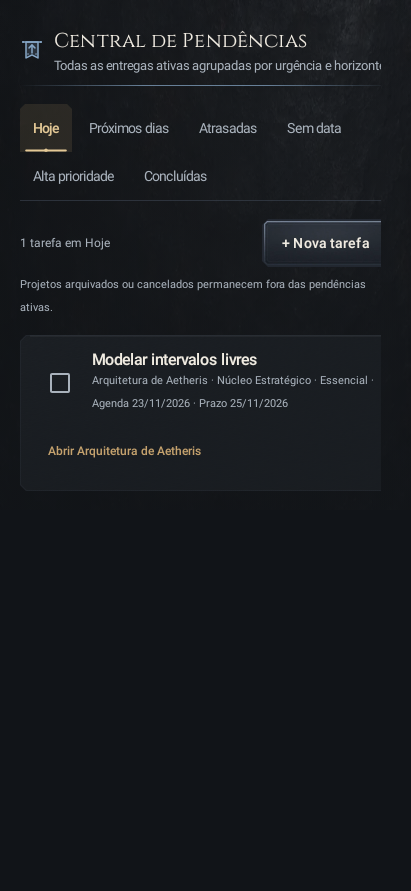 Central de Pendências
Todas as entregas ativas agrupadas por urgência e horizonte
Hoje
Próximos dias
Atrasadas
Sem data
Alta prioridade
Concluídas
1 tarefa em Hoje
+ Nova tarefa
Projetos arquivados ou cancelados permanecem fora das pendências
ativas.
Modelar intervalos livres
Arquitetura de Aetheris · Núcleo Estratégico · Essencial ·
Agenda 23/11/2026 · Prazo 25/11/2026
Abrir Arquitetura de Aetheris